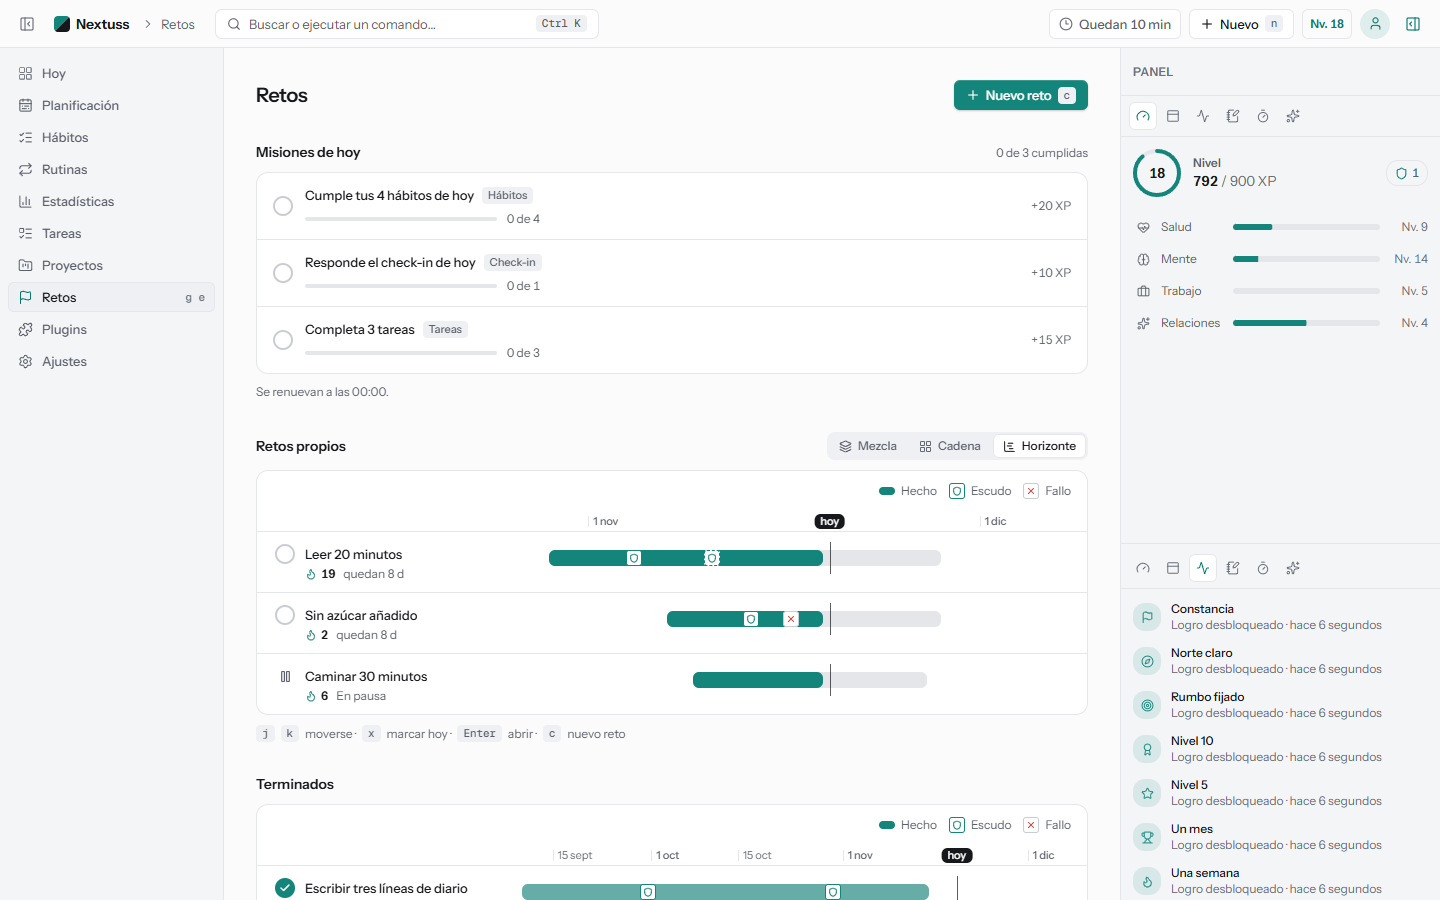 Nextuss
Retos
Buscar o ejecutar un comando...
Ctrl K
Quedan 10 min
Nuevo
n
Nv. 18
Hoy
Planificación
Hábitos
Rutinas
Estadísticas
Tareas
Proyectos
Retos
g e
Plugins
Ajustes
Retos
Nuevo reto
c
Misiones de hoy
0 de 3 cumplidas
Cumple tus 4 hábitos de hoy
Hábitos
0 de 4
+20 XP
Responde el check-in de hoy
Check-in
0 de 1
+10 XP
Completa 3 tareas
Tareas
0 de 3
+15 XP
Se renuevan a las 00:00.
Retos propios
Mezcla
Cadena
Horizonte
Hecho
Escudo
Fallo
1 nov
hoy
1 dic
Leer 20 minutos
19 quedan 8 d
Sin azúcar añadido
2 quedan 8 d
Caminar 30 minutos
6 En pausa
j k moverse · x marcar hoy · Enter abrir · c nuevo reto
Terminados
Hecho
Escudo
Fallo
15 sept
1 oct
15 oct
1 nov
hoy
1 dic
Escribir tres líneas de diario
PANEL
18
Nivel
792 / 900 XP
1
Salud
Nv. 9
Mente
Nv. 14
Trabajo
Nv. 5
Relaciones
Nv. 4
Constancia
Logro desbloqueado · hace 6 segundos
Norte claro
Logro desbloqueado · hace 6 segundos
Rumbo fijado
Logro desbloqueado · hace 6 segundos
Nivel 10
Logro desbloqueado · hace 6 segundos
Nivel 5
Logro desbloqueado · hace 6 segundos
Un mes
Logro desbloqueado · hace 6 segundos
Una semana
Logro desbloqueado · hace 6 segundos